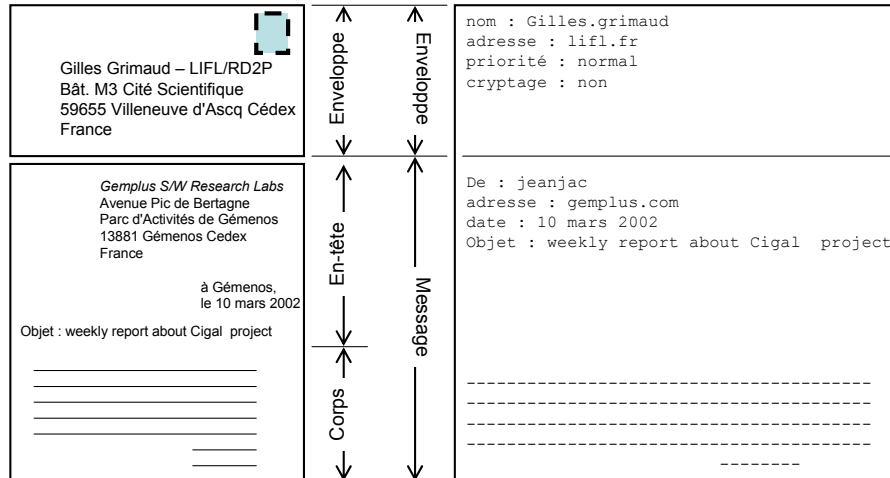 Gilles Grimaud – LIFL/RD2P
Bât. M3 Cité Scientifique
59655 Villeneuve d'Ascq Cédex
France
Gemplus S/W Research Labs
Avenue Pic de Bertagne
Parc d'Activités de Gémenos
13881 Gémenos Cedex
France
à Gémenos,
le 10 mars 2002
Objet : weekly report about Cigal project
Enveloppe
En-tête
Corps
Enveloppe
Message
nom : Gilles.grimaud
adresse : lifl.fr
priorité : normal
cryptage : non
De : jeanjac
adresse : gemplus.com
date : 10 mars 2002
Objet : weekly report about Cigal project